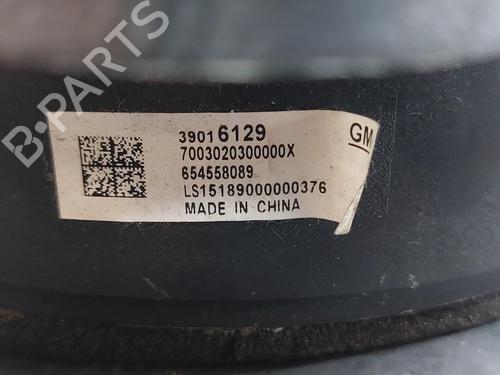 B-PARTS
39016129
GM
7003020300000X
654558089
LS15189000000376
MADE IN CHINA